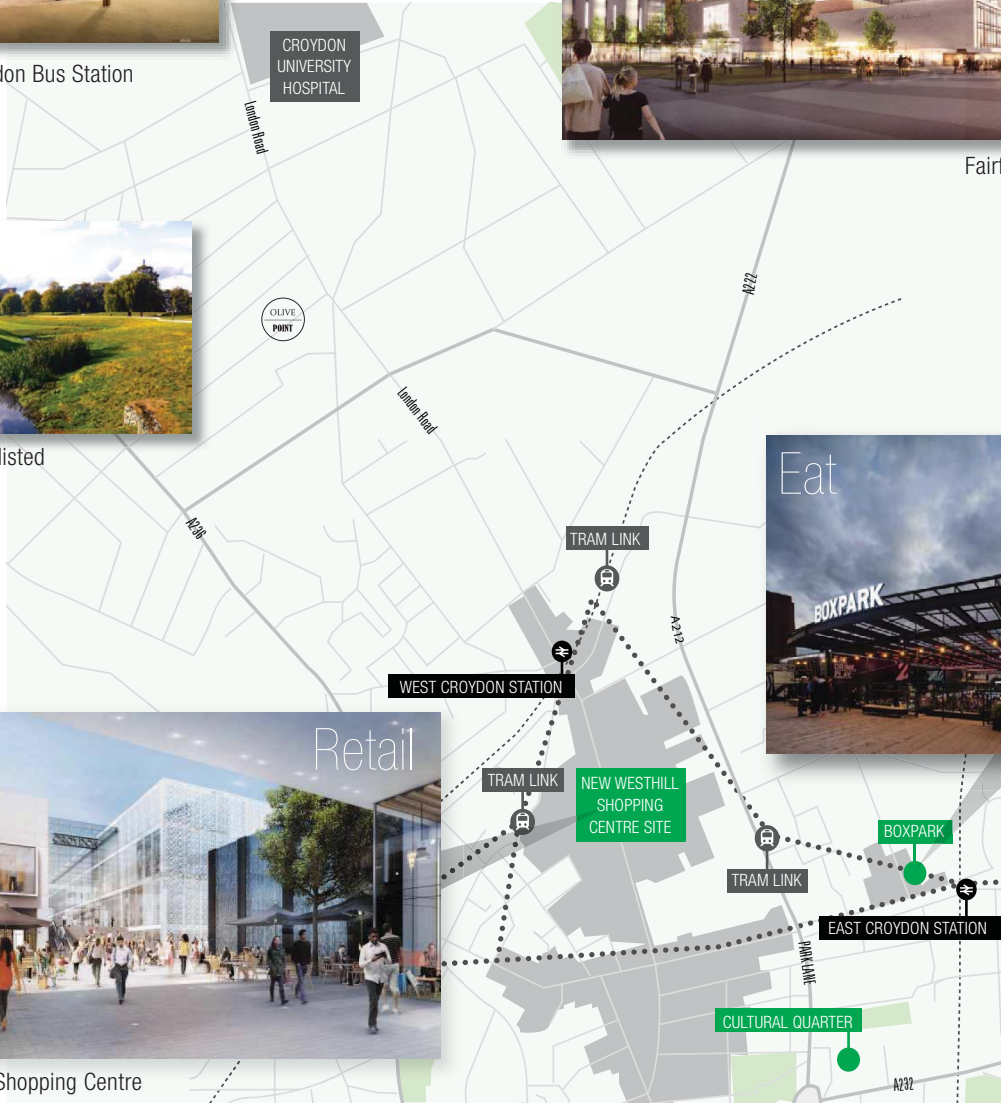 don Bus Station
CROYDON
UNIVERSITY
HOSPITAL
London Road
Fairf
A222
OLIVE
POINT
London Road
listed
A236
Eat
BOXPARK
TRAM LINK
A212
WEST CROYDON STATION
Retail
TRAM LINK
NEW WESTHILL
SHOPPING
CENTRE SITE
BOXPARK
TRAM LINK
EAST CROYDON STATION
PARK LANE
CULTURAL QUARTER
A232
Shopping Centre